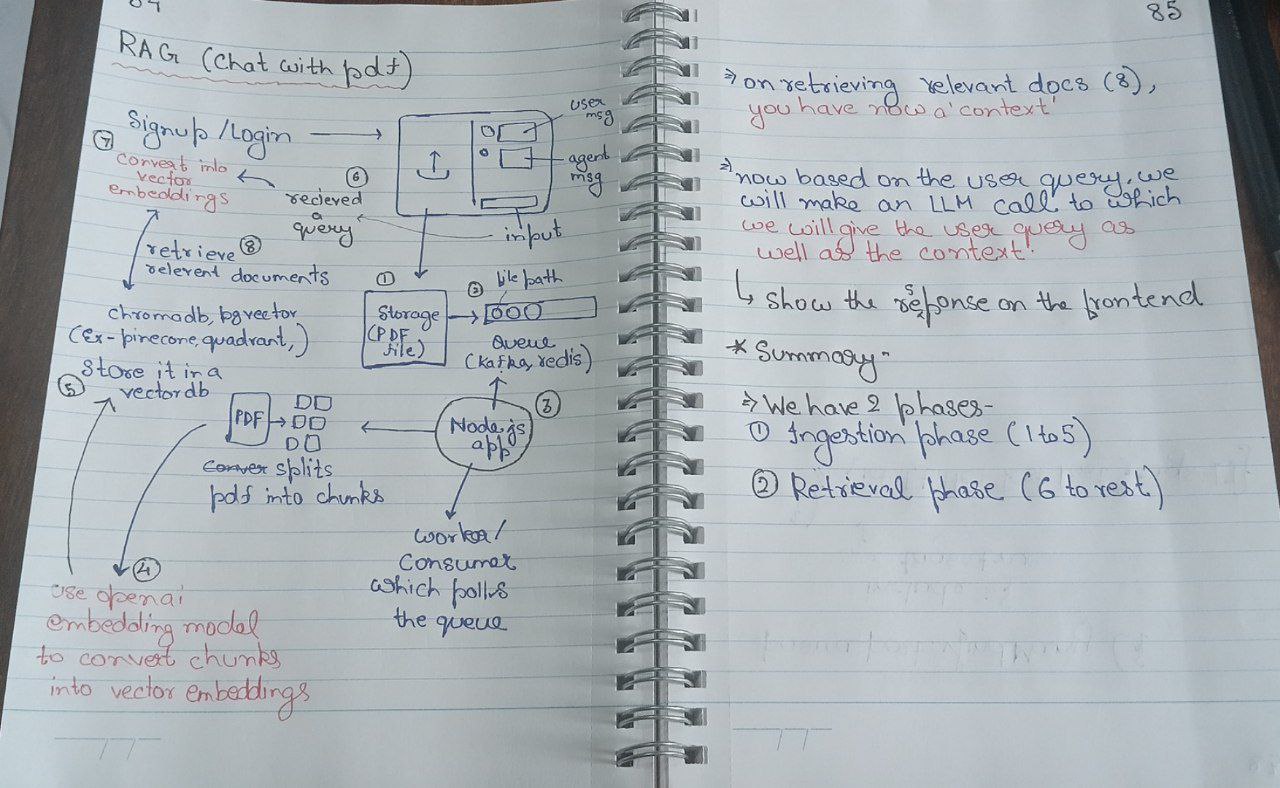 84
RAG (Chat with pdf)
Signup/Login
user
msg
agent
msg
input
⑦
convert into
vector
embeddings
⑥
recieved
a
query
retrieve ⑧
relevent documents
chromadb, pgvector
(Ex- pinecone, quadrant,)
Store it in a
⑤ vectordb
①
Storage
(PDF
file)
②
file path
Queue
(kafka, redis)
③
Node.js
app
PDF
splits
pdf into chunks
worker/
consumer
which polls
the queue
④
use openai
embedding model
to convert chunks
into vector embeddings
85
⇒ on retrieving relevant docs (8),
you have now a 'context'
⇒ now based on the user query, we
will make an LLM call to which
we will give the user query as
well as the context!
↳ show the response on the frontend
* Summary-
⇒ We have 2 phases-
① Ingestion phase (1 to 5)
② Retrieval phase (6 to rest)